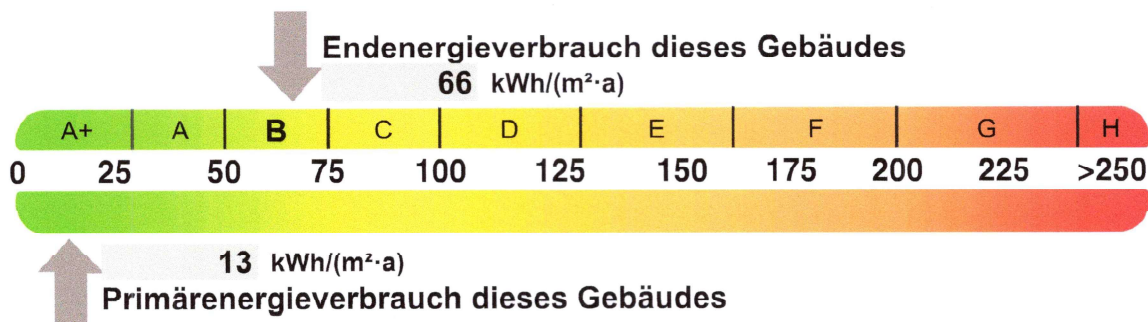 Endenergieverbrauch dieses Gebäudes
66 kWh/(m²·a)
A+ A B C D E F G H
0 25 50 75 100 125 150 175 200 225 >250
13 kWh/(m²·a)
Primärenergieverbrauch dieses Gebäudes